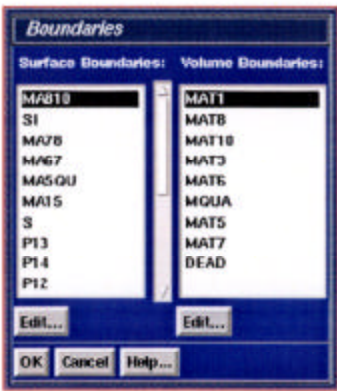 Boundaries
Surface Boundaries: Volume Boundaries:
MA810
SI
MA78
MA67
MA5QU
MA15
S
P13
P14
P12
MAT1
MAT8
MAT10
MAT3
MAT6
MQUA
MAT5
MAT7
DEAD
Edit...
Edit...
OK Cancel Help...